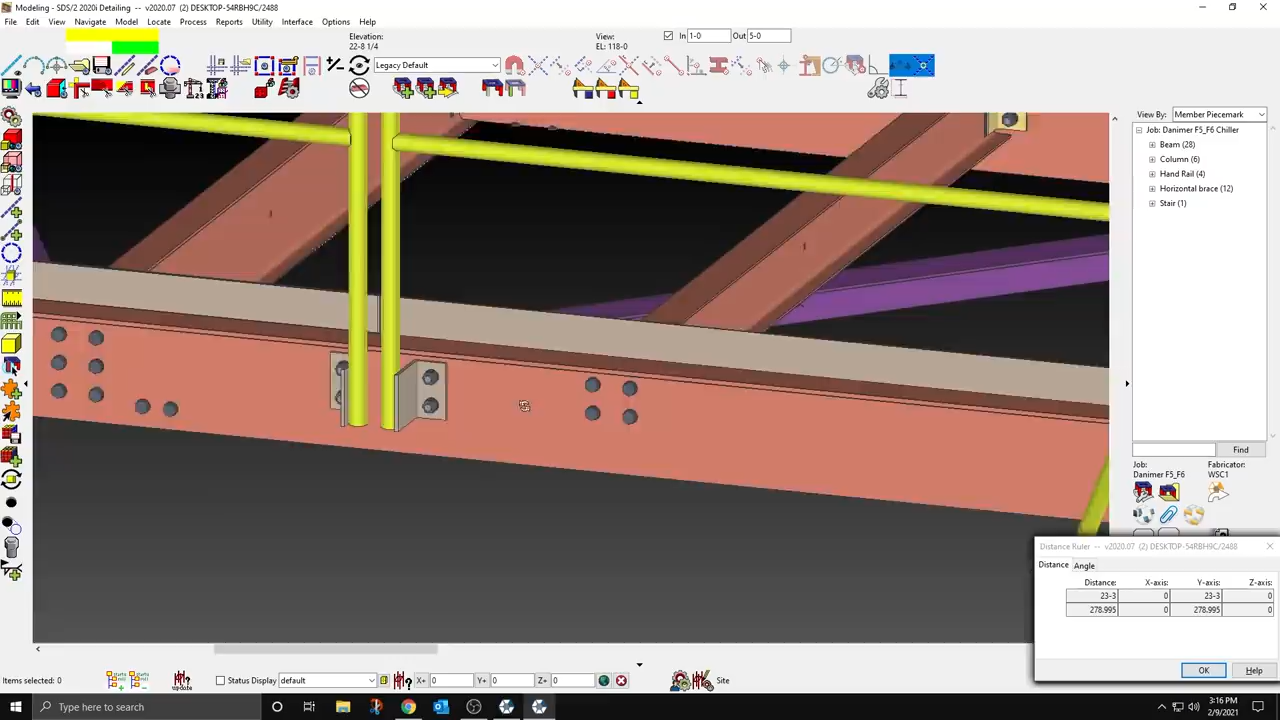 Modeling - SDS/2 2020i Detailing -- v2020.07 (2) DESKTOP-54RBH9C/2488
File Edit View Navigate Model Locate Process Reports Utility Interface Options Help
Elevation:
22-8 1/4
View:
EL: 118-0
In 1-0 Out 5-0
Legacy Default
View By: Member Piecemark
Job: Danimer F5_F6 Chiller
Beam (28)
Column (6)
Hand Rail (4)
Horizontal brace (12)
Stair (1)
Find
Job:
Danimer F5_F6
Fabricator:
WSC1
Distance Ruler -- v2020.07 (2) DESKTOP-54RBH9C/2488
Distance Angle
Distance: X-axis: Y-axis: Z-axis:
23-3 0 23-3 0
278.995 0 278.995 0
OK Help
Items selected: 0
update
Status Display default
X+ 0 Y+ 0 Z+ 0
Site
Type here to search
3:16 PM
2/9/2021